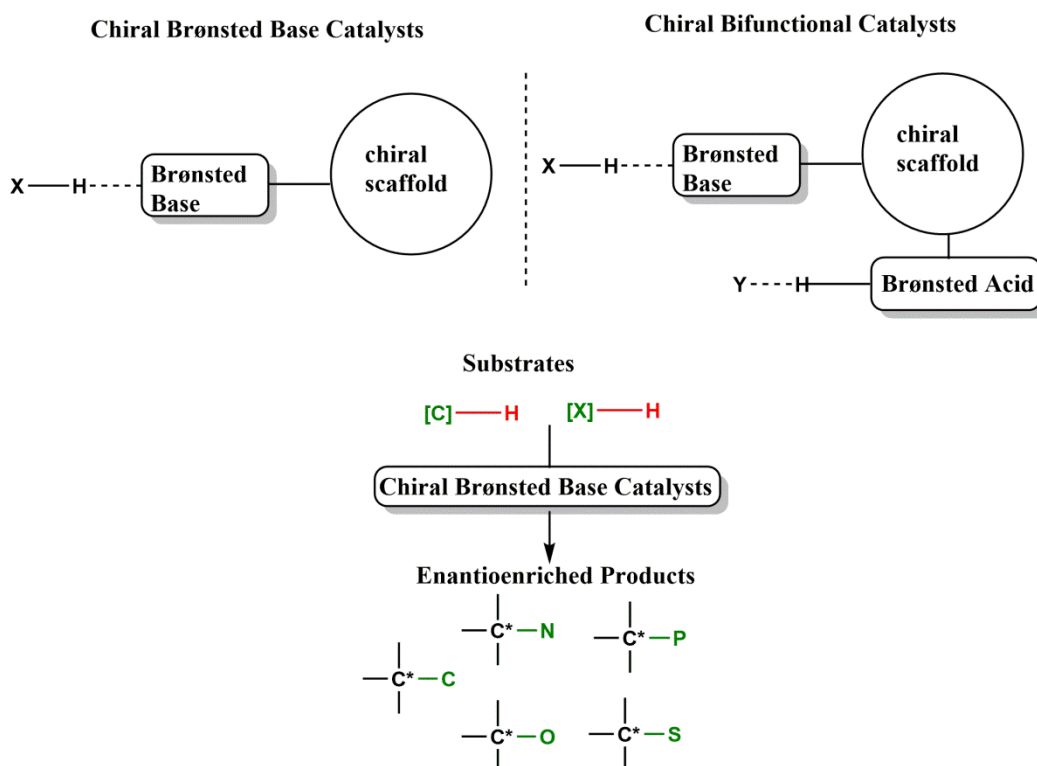 Chiral Brønsted Base Catalysts
X
H
Brønsted
Base
chiral
scaffold
Chiral Bifunctional Catalysts
X
H
Brønsted
Base
chiral
scaffold
Y
H
Brønsted Acid
Substrates
[C] H
[X] H
Chiral Brønsted Base Catalysts
Enantioenriched Products
C* N
C* P
C* C
C* O
C* S